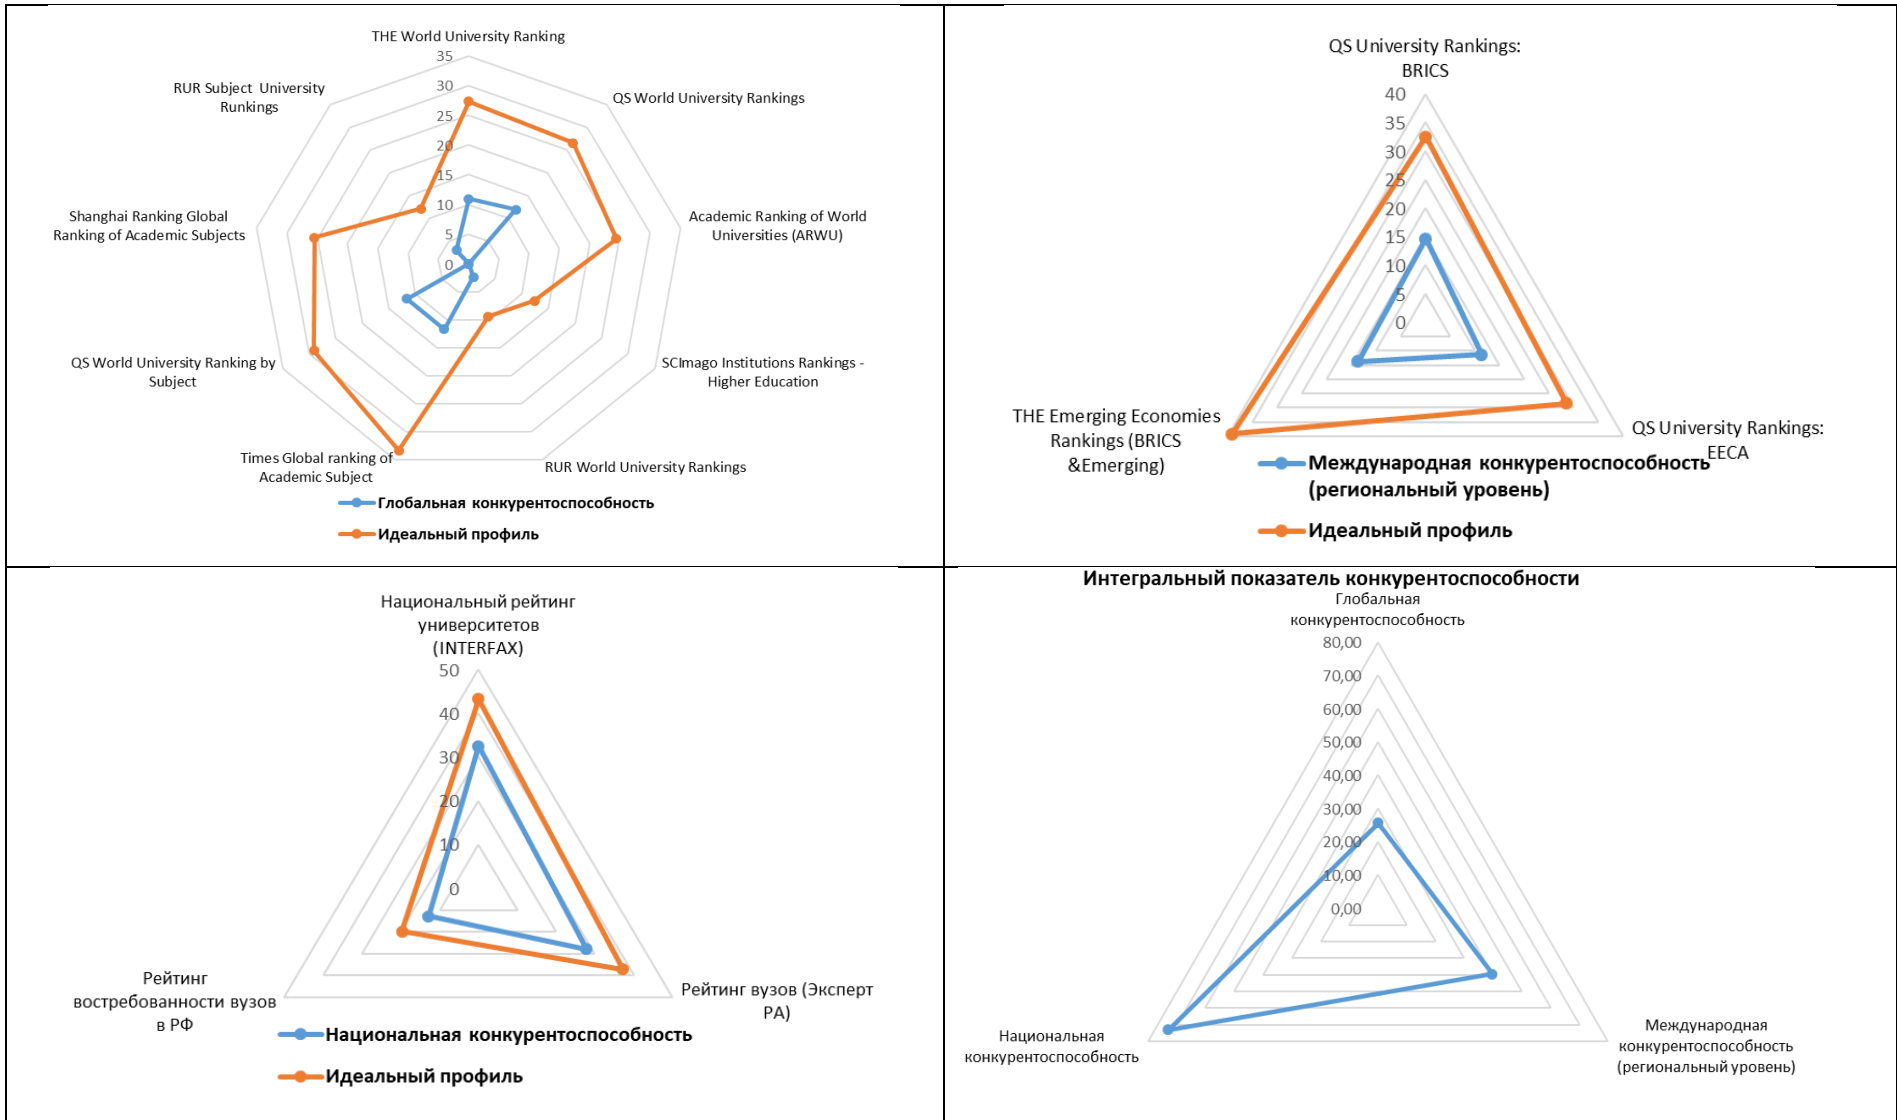 THE World University Ranking
35
30
25
20
15
10
5
0
QS World University Rankings
Academic Ranking of World
Universities (ARWU)
SCImago Institutions Rankings -
Higher Education
RUR World University Rankings
Times Global ranking of
Academic Subject
QS World University Ranking by
Subject
Shanghai Ranking Global
Ranking of Academic Subjects
RUR Subject University
Runkings
Глобальная конкурентоспособность
Идеальный профиль
QS University Rankings:
BRICS
40
35
30
25
20
15
10
5
0
QS University Rankings:
EECA
THE Emerging Economies
Rankings (BRICS
&Emerging)
Международная конкурентоспособность
(региональный уровень)
Идеальный профиль
Национальный рейтинг
университетов
(INTERFAX)
50
40
30
20
10
0
Рейтинг вузов (Эксперт
РА)
Рейтинг
востребованности вузов
в РФ
Национальная конкурентоспособность
Идеальный профиль
Интегральный показатель конкурентоспособности
Глобальная
конкурентоспособность
80,00
70,00
60,00
50,00
40,00
30,00
20,00
10,00
0,00
Международная
конкурентоспособность
(региональный уровень)
Национальная
конкурентоспособность